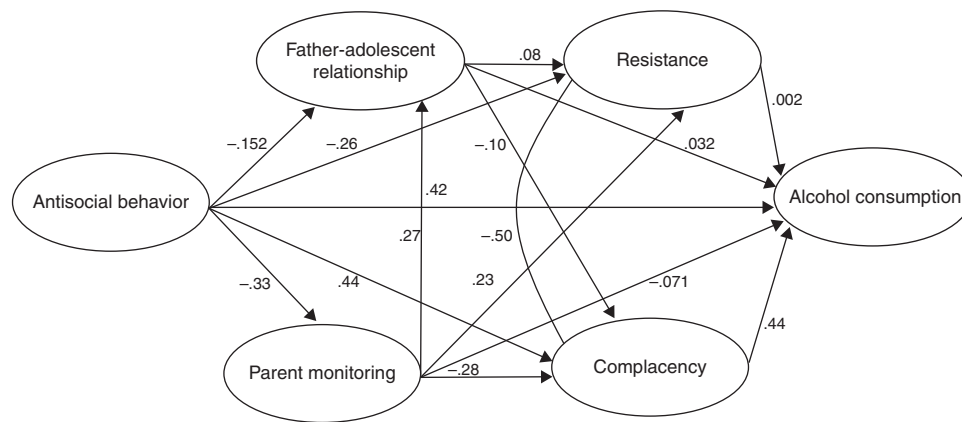 Father-adolescent
relationship
.08
Resistance
.002
–.152
–.26
–.10
.032
Antisocial behavior
.42
Alcohol consumption
.27
–.50
–.33
.44
.23
–.071
.44
Parent monitoring
–.28
Complacency